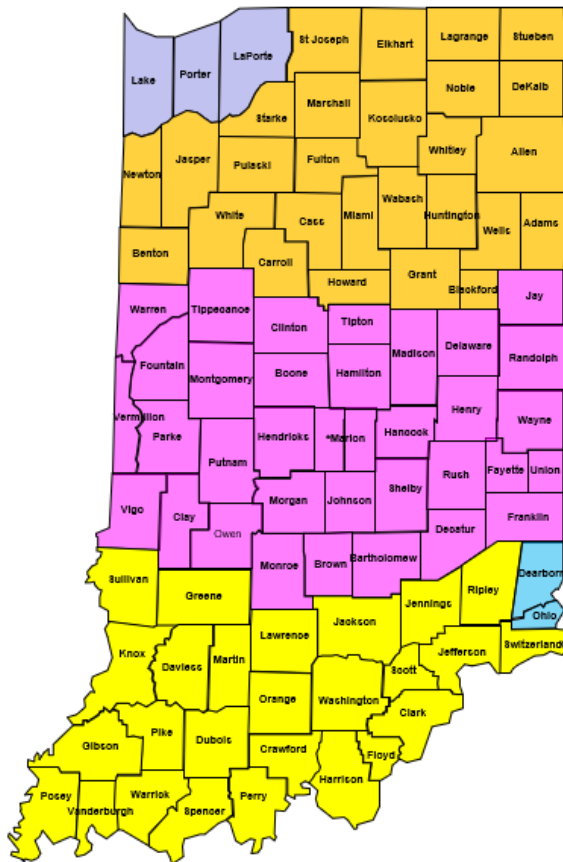 St Joseph
Elkhart
Lagrange
Stueben
LaPorte
Lake
Porter
Noble
DeKalb
Marshall
Starke
Kosciusko
Newton
Jasper
Pulaski
Fulton
Whitley
Allen
White
Cass
Miami
Wabash
Huntington
Wells
Adams
Benton
Carroll
Howard
Grant
Blackford
Jay
Warren
Tippecanoe
Clinton
Tipton
Madison
Delaware
Randolph
Fountain
Montgomery
Boone
Hamilton
Vermillion
Parke
Hendricks
*Marion
Hancock
Henry
Wayne
Putnam
Rush
Fayette
Union
Vigo
Clay
Morgan
Johnson
Shelby
Franklin
Owen
Decatur
Monroe
Brown
Bartholomew
Sullivan
Greene
Jennings
Ripley
Dearborn
Ohio
Knox
Daviess
Martin
Lawrence
Jackson
Jefferson
Switzerland
Scott
Orange
Washington
Clark
Gibson
Pike
Dubois
Crawford
Floyd
Harrison
Posey
Vanderburgh
Warrick
Spencer
Perry